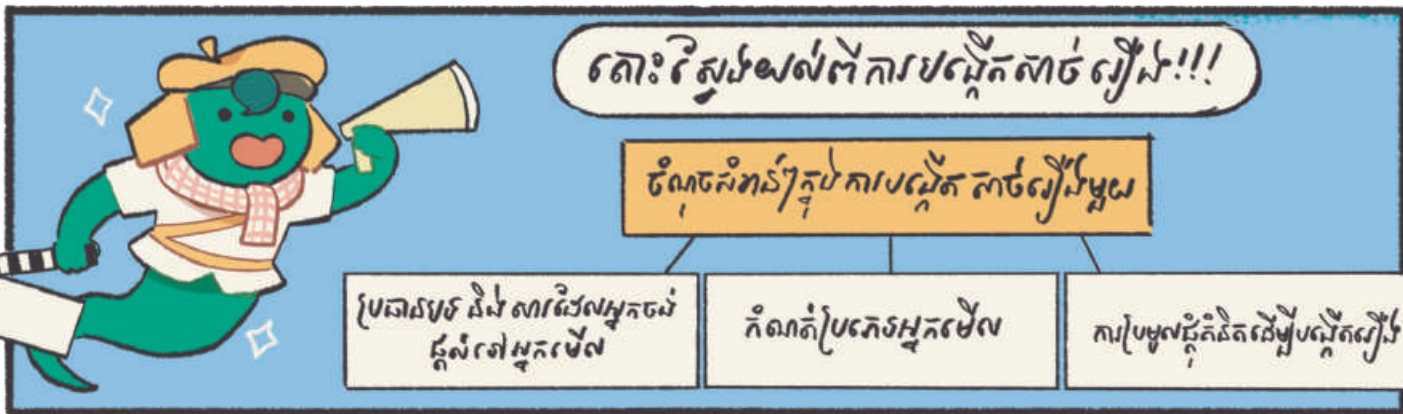 តោះស្វែងយល់ពីការបង្កើតសាច់រឿង!!!
ចំណុចសំខាន់ៗក្នុងការបង្កើតសាច់រឿងមួយ
ប្រធានបទ និង សារដែលអ្នកចង់
ផ្តល់ទៅអ្នកមើល
កំណត់ប្រភេទអ្នកមើល
ការប្រមូលផ្តុំគំនិតដើម្បីបង្កើតរឿង